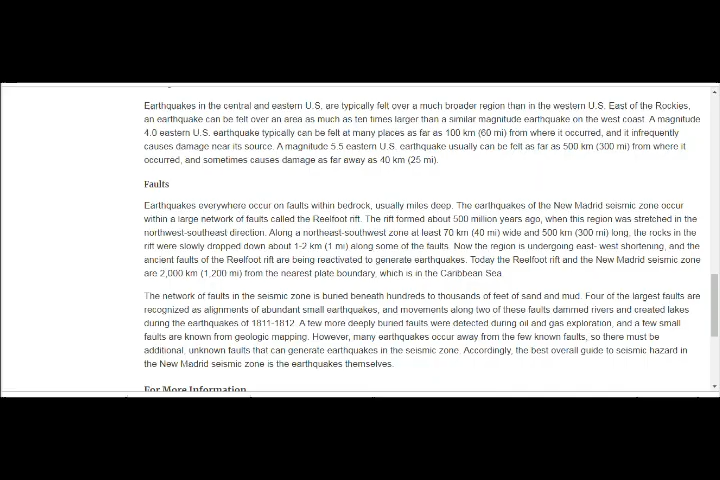 Earthquakes in the central and eastern U.S. are typically felt over a much broader region than in the western U.S. East of the Rockies,
an earthquake can be felt over an area as much as ten times larger than a similar magnitude earthquake on the west coast. A magnitude
4.0 eastern U.S. earthquake typically can be felt at many places as far as 100 km (60 mi) from where it occurred, and it infrequently
causes damage near its source. A magnitude 5.5 eastern U.S. earthquake usually can be felt as far as 500 km (300 mi) from where it
occurred, and sometimes causes damage as far away as 40 km (25 mi).
Faults
Earthquakes everywhere occur on faults within bedrock, usually miles deep. The earthquakes of the New Madrid seismic zone occur
within a large network of faults called the Reelfoot rift. The rift formed about 500 million years ago, when this region was stretched in the
northwest-southeast direction. Along a northeast-southwest zone at least 70 km (40 mi) wide and 500 km (300 mi) long, the rocks in the
rift were slowly dropped down about 1-2 km (1 mi) along some of the faults. Now the region is undergoing east- west shortening, and the
ancient faults of the Reelfoot rift are being reactivated to generate earthquakes. Today the Reelfoot rift and the New Madrid seismic zone
are 2,000 km (1,200 mi) from the nearest plate boundary, which is in the Caribbean Sea.
The network of faults in the seismic zone is buried beneath hundreds to thousands of feet of sand and mud. Four of the largest faults are
recognized as alignments of abundant small earthquakes, and movements along two of these faults dammed rivers and created lakes
during the earthquakes of 1811-1812. A few more deeply buried faults were detected during oil and gas exploration, and a few small
faults are known from geologic mapping. However, many earthquakes occur away from the few known faults, so there must be
additional, unknown faults that can generate earthquakes in the seismic zone. Accordingly, the best overall guide to seismic hazard in
the New Madrid seismic zone is the earthquakes themselves.
For More Information